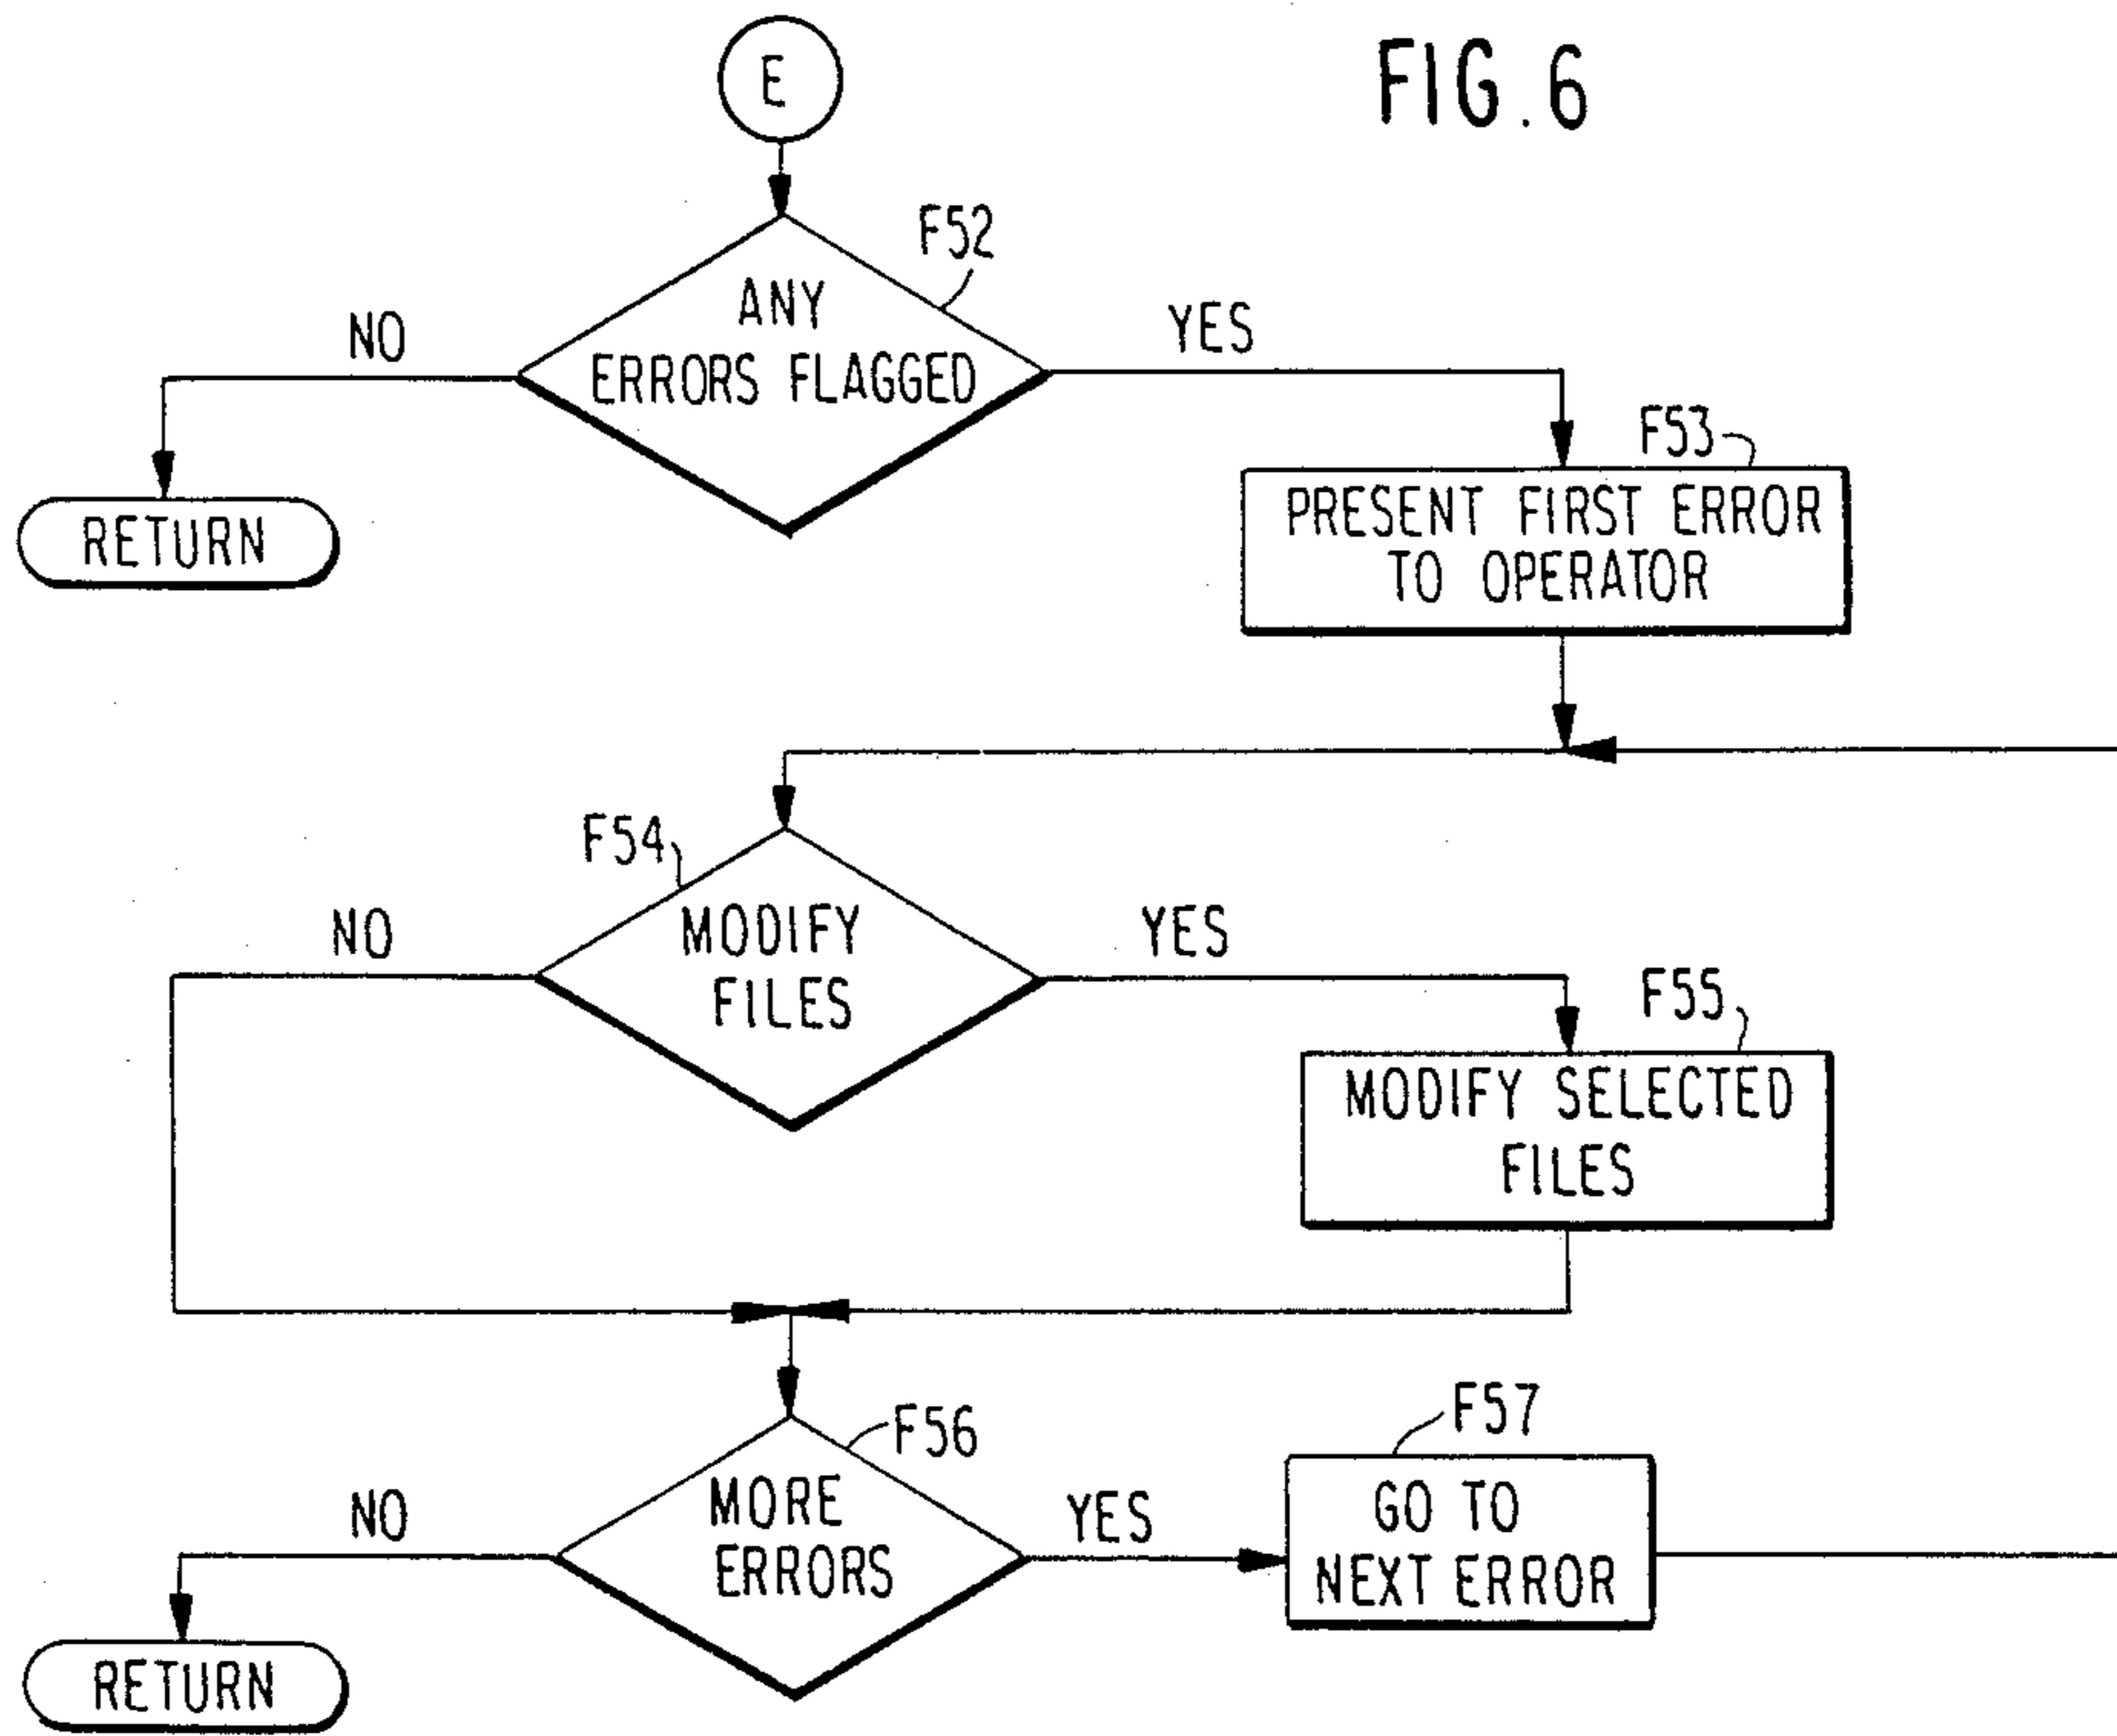 E
FIG. 6
F52
ANY
ERRORS FLAGGED
NO
YES
RETURN
F53
PRESENT FIRST ERROR
TO OPERATOR
F54
MODIFY
FILES
NO
YES
F55
MODIFY SELECTED
FILES
F56
MORE
ERRORS
NO
YES
F57
GO TO
NEXT ERROR
RETURN